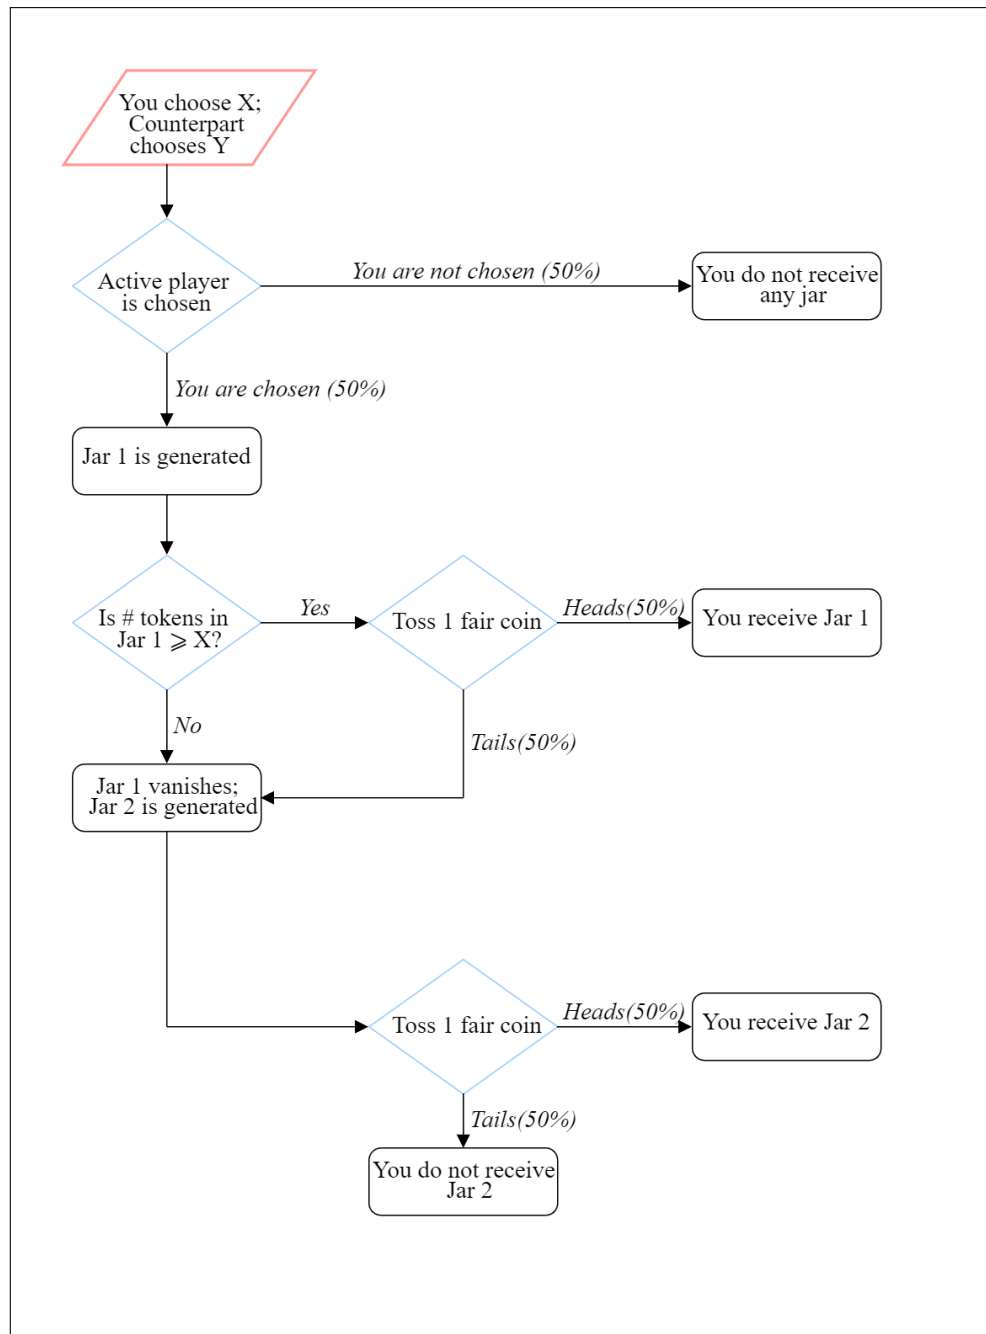 You choose X;
Counterpart
chooses Y
Active player
is chosen
You are not chosen (50%)
You do not receive
any jar
You are chosen (50%)
Jar 1 is generated
Is # tokens in
Jar 1 ⩾ X?
Yes
Toss 1 fair coin
Heads(50%)
You receive Jar 1
No
Tails(50%)
Jar 1 vanishes;
Jar 2 is generated
Toss 1 fair coin
Heads(50%)
You receive Jar 2
Tails(50%)
You do not receive
Jar 2